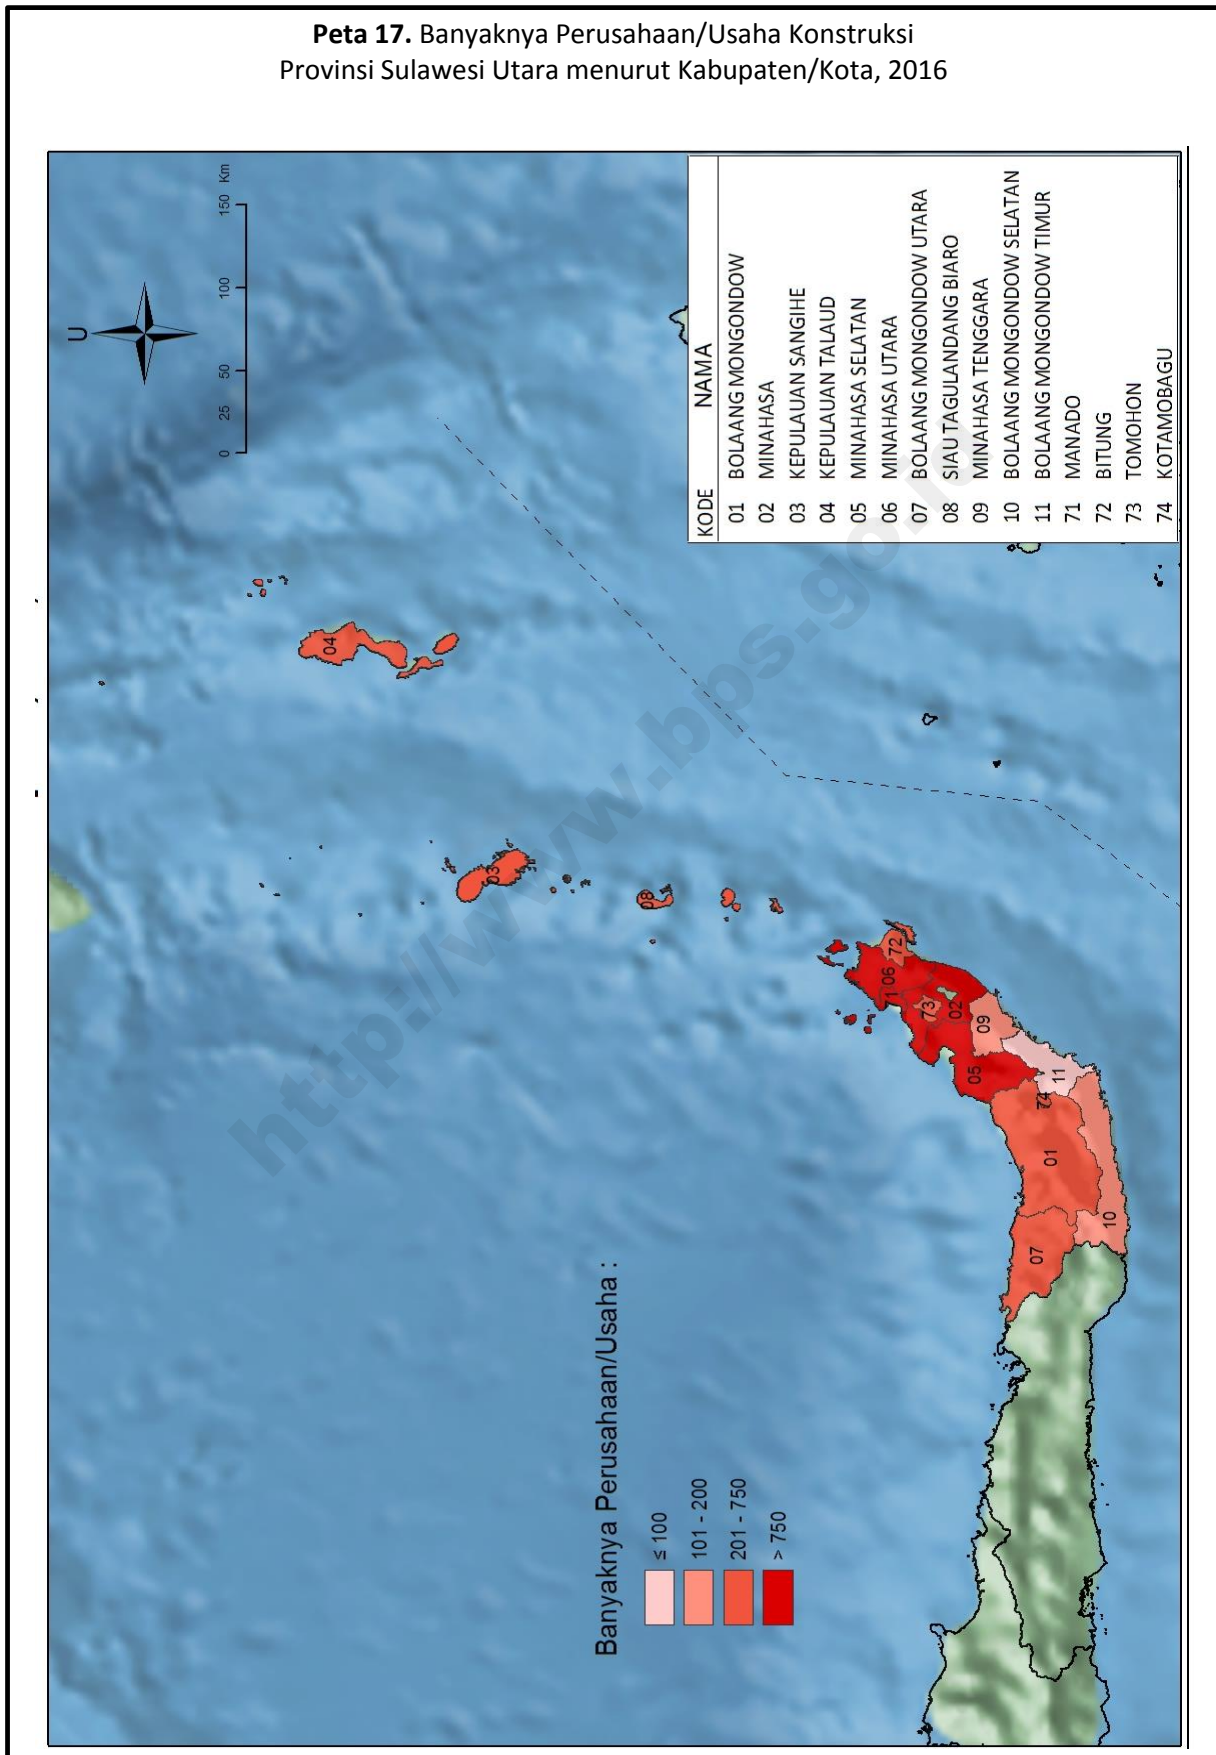 Peta 17. Banyaknya Perusahaan/Usaha Konstruksi
Provinsi Sulawesi Utara menurut Kabupaten/Kota, 2016
U
0 25 50 100 150 Km
KODE NAMA
01 BOLAANG MONGONDOW
02 MINAHASA
03 KEPULAUAN SANGIHE
04 KEPULAUAN TALAUD
05 MINAHASA SELATAN
06 MINAHASA UTARA
07 BOLAANG MONGONDOW UTARA
08 SIAU TAGULANDANG BIARO
09 MINAHASA TENGGARA
10 BOLAANG MONGONDOW SELATAN
11 BOLAANG MONGONDOW TIMUR
71 MANADO
72 BITUNG
73 TOMOHON
74 KOTAMOBAGU
04
03
08
72
06
71
73
02
09
05
11
74
01
10
07
Banyaknya Perusahaan/Usaha :
≤ 100
101 - 200
201 - 750
> 750
http://www.bps.go.id